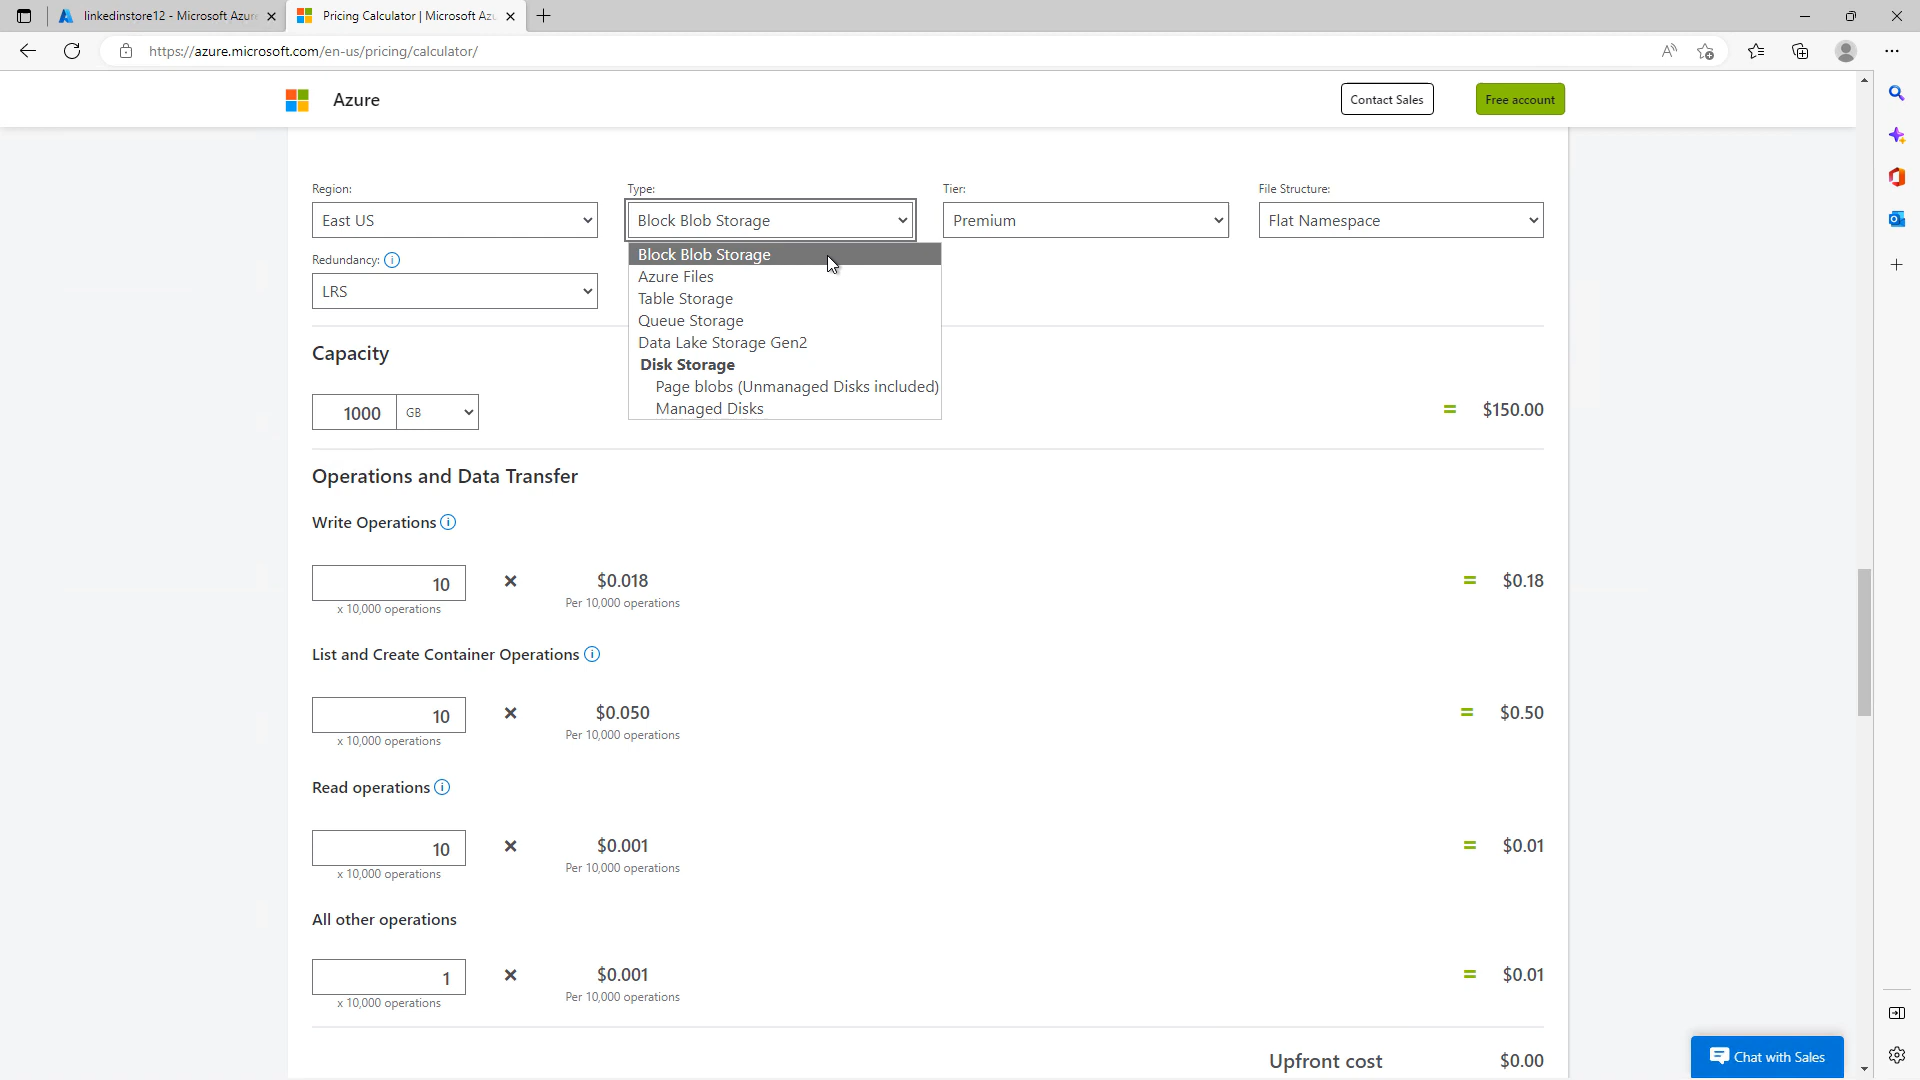 linkedinstore12 - Microsoft Azure
Pricing Calculator | Microsoft Az
https://azure.microsoft.com/en-us/pricing/calculator/
Azure
Contact Sales
Free account
Region:
Type:
Tier:
File Structure:
East US
Block Blob Storage
Premium
Flat Namespace
Redundancy:
LRS
Block Blob Storage
Azure Files
Table Storage
Queue Storage
Data Lake Storage Gen2
Disk Storage
Page blobs (Unmanaged Disks included)
Managed Disks
Capacity
1000 GB = $150.00
Operations and Data Transfer
Write Operations
10 × $0.018 = $0.18
x 10,000 operations Per 10,000 operations
List and Create Container Operations
10 × $0.050 = $0.50
x 10,000 operations Per 10,000 operations
Read operations
10 × $0.001 = $0.01
x 10,000 operations Per 10,000 operations
All other operations
1 × $0.001 = $0.01
x 10,000 operations Per 10,000 operations
Upfront cost $0.00
Chat with Sales